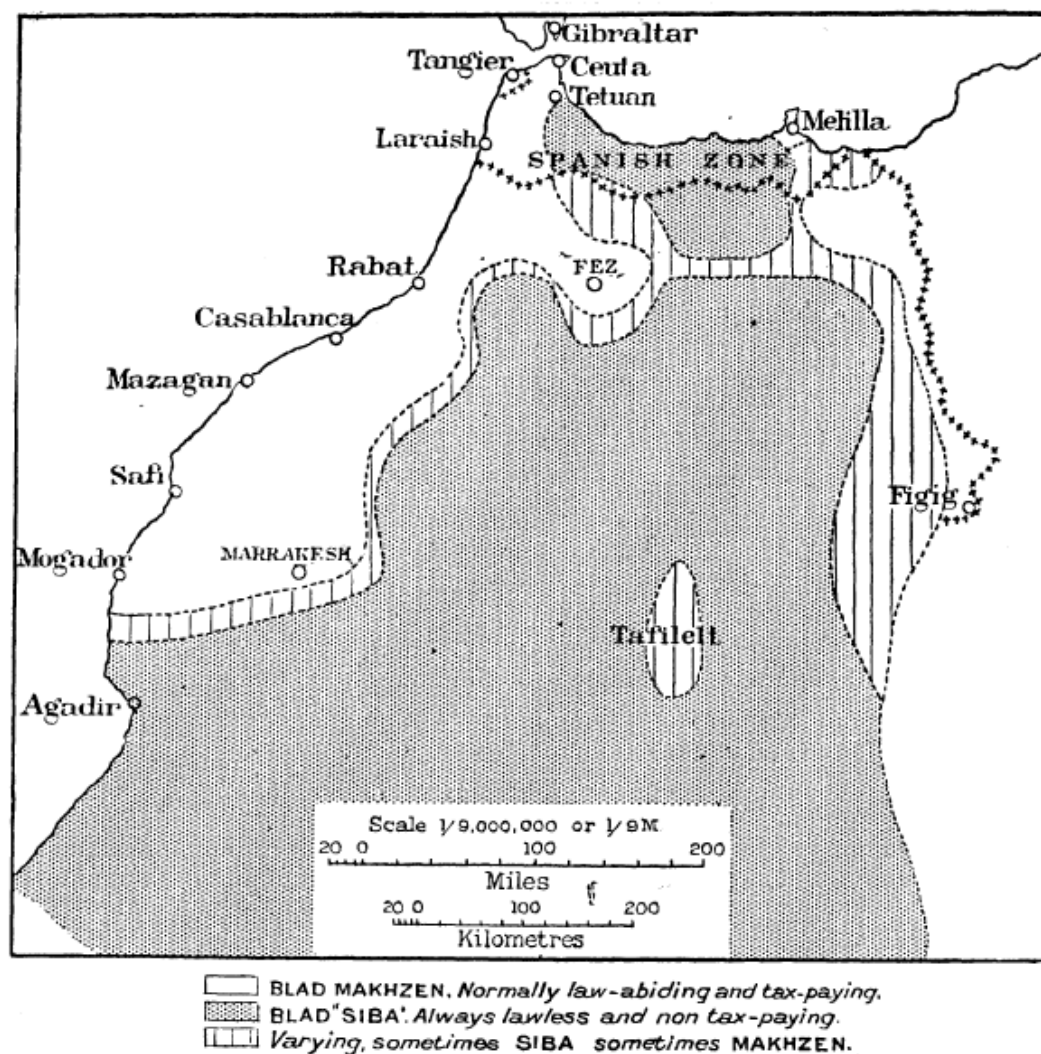 Gibraltar
Tangier
Ceuta
Tetuan
Melilla
Laraish
SPANISH ZONE
Rabat
FEZ
Casablanca
Mazagan
Safi
Figig
Mogador
MARRAKESH
Tafilelt
Agadir
Scale 1/9,000,000 or 1/9M.
20 0 100 200
Miles
20 0 100 200
Kilometres
BLAD MAKHZEN. Normally law-abiding and tax-paying.
BLAD "SIBA". Always lawless and non tax-paying.
Varying, sometimes SIBA sometimes MAKHZEN.